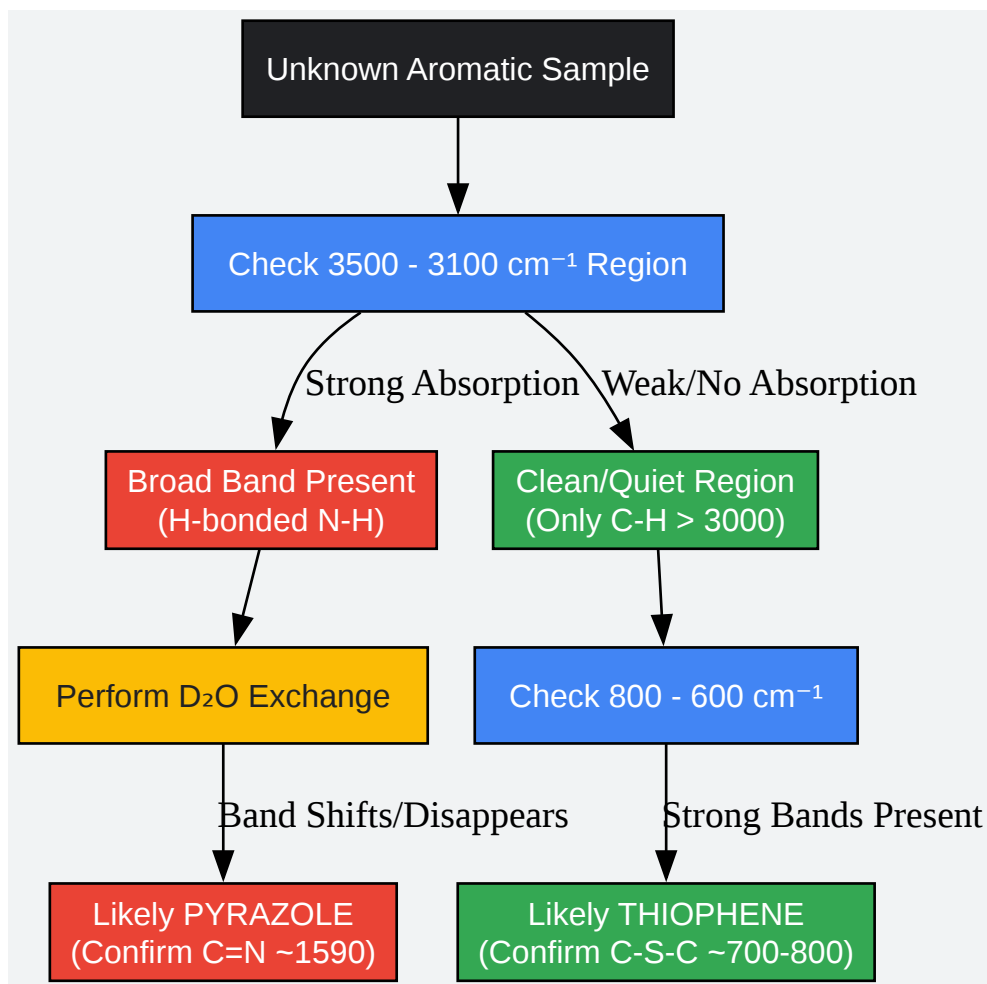 Unknown Aromatic Sample
Check 3500 - 3100 cm⁻¹ Region
Strong Absorption
Weak/No Absorption
Broad Band Present
(H-bonded N-H)
Clean/Quiet Region
(Only C-H > 3000)
Perform D₂O Exchange
Check 800 - 600 cm⁻¹
Band Shifts/Disappears
Strong Bands Present
Likely PYRAZOLE
(Confirm C=N ~1590)
Likely THIOPHENE
(Confirm C-S-C ~700-800)